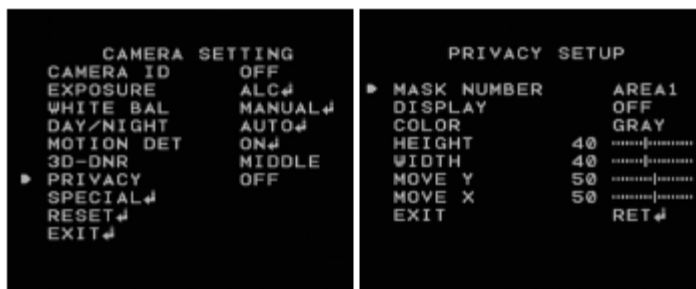 CAMERA SETTING
CAMERA ID OFF
EXPOSURE ALC↲
WHITE BAL MANUAL↲
DAY/NIGHT AUTO↲
MOTION DET ON↲
3D-DNR MIDDLE
PRIVACY OFF
SPECIAL↲
RESET↲
EXIT↲
PRIVACY SETUP
MASK NUMBER AREA1
DISPLAY OFF
COLOR GRAY
HEIGHT 40
WIDTH 40
MOVE Y 50
MOVE X 50
EXIT RET↲